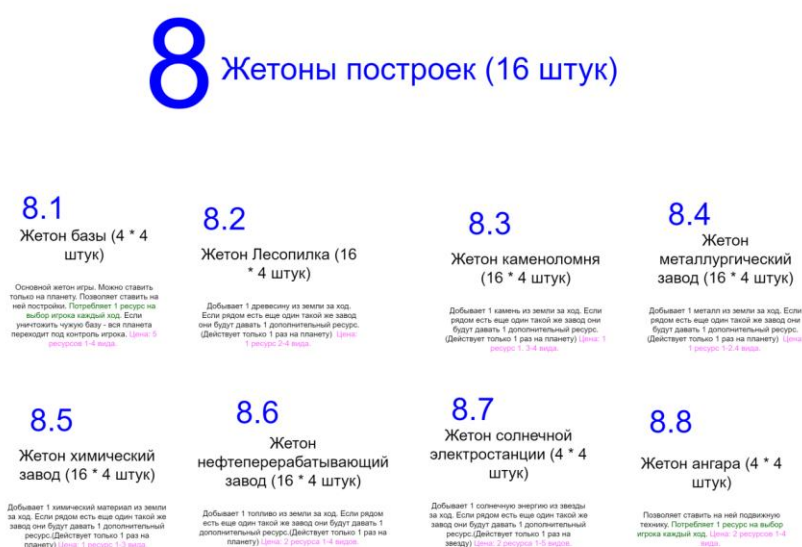 8 Жетоны построек (16 штук)
8.1
Жетон базы (4 * 4
штук)
Основной жетон игры. Можно ставить
только на планету. Позволяет ставить на
ней постройки. Потребляет 1 ресурс на
выбор игрока каждый ход. Если
уничтожить чужую базу - вся планета
переходит под контроль игрока. Цена: 5
ресурсов 1-4 вида.
8.2
Жетон Лесопилка (16
* 4 штук)
Добывает 1 древесину из земли за ход.
Если рядом есть еще один такой же завод
они будут давать 1 дополнительный ресурс.
(Действует только 1 раз на планету) Цена:
1 ресурс 2-4 вида.
8.3
Жетон каменоломня
(16 * 4 штук)
Добывает 1 камень из земли за ход. Если
рядом есть еще один такой же завод они
будут давать 1 дополнительный ресурс.
(Действует только 1 раз на планету) Цена: 1
ресурс 1. 3-4 вида.
8.4
Жетон
металлургический
завод (16 * 4 штук)
Добывает 1 металл из земли за ход. Если
рядом есть еще один такой же завод они
будут давать 1 дополнительный ресурс.
(Действует только 1 раз на планету) Цена
1 ресурс 1-2.4 вида.
8.5
Жетон химический
завод (16 * 4 штук)
Добывает 1 химический материал из земли
за ход. Если рядом есть еще один такой же
завод они будут давать 1 дополнительный
ресурс.(Действует только 1 раз на
планету) Цена: 1 ресурс 1-3 вида.
8.6
Жетон
нефтеперерабатывающий
завод (16 * 4 штук)
Добывает 1 топливо из земли за ход. Если рядом
есть еще один такой же завод они будут давать 1
дополнительный ресурс.(Действует только 1 раз на
планету) Цена: 2 ресурса 1-4 видов.
8.7
Жетон солнечной
электростанции (4 * 4
штук)
Добывает 1 солнечную энергию из звезды
за ход. Если рядом есть еще один такой же
завод они будут давать 1 дополнительный
ресурс.(Действует только 1 раз на
звезду) Цена: 2 ресурса 1-5 видов.
8.8
Жетон ангара (4 * 4
штук)
Позволяет ставить на ней подвижную
технику. Потребляет 1 ресурс на выбор
игрока каждый ход. Цена: 2 ресурсов 1-4
вида.